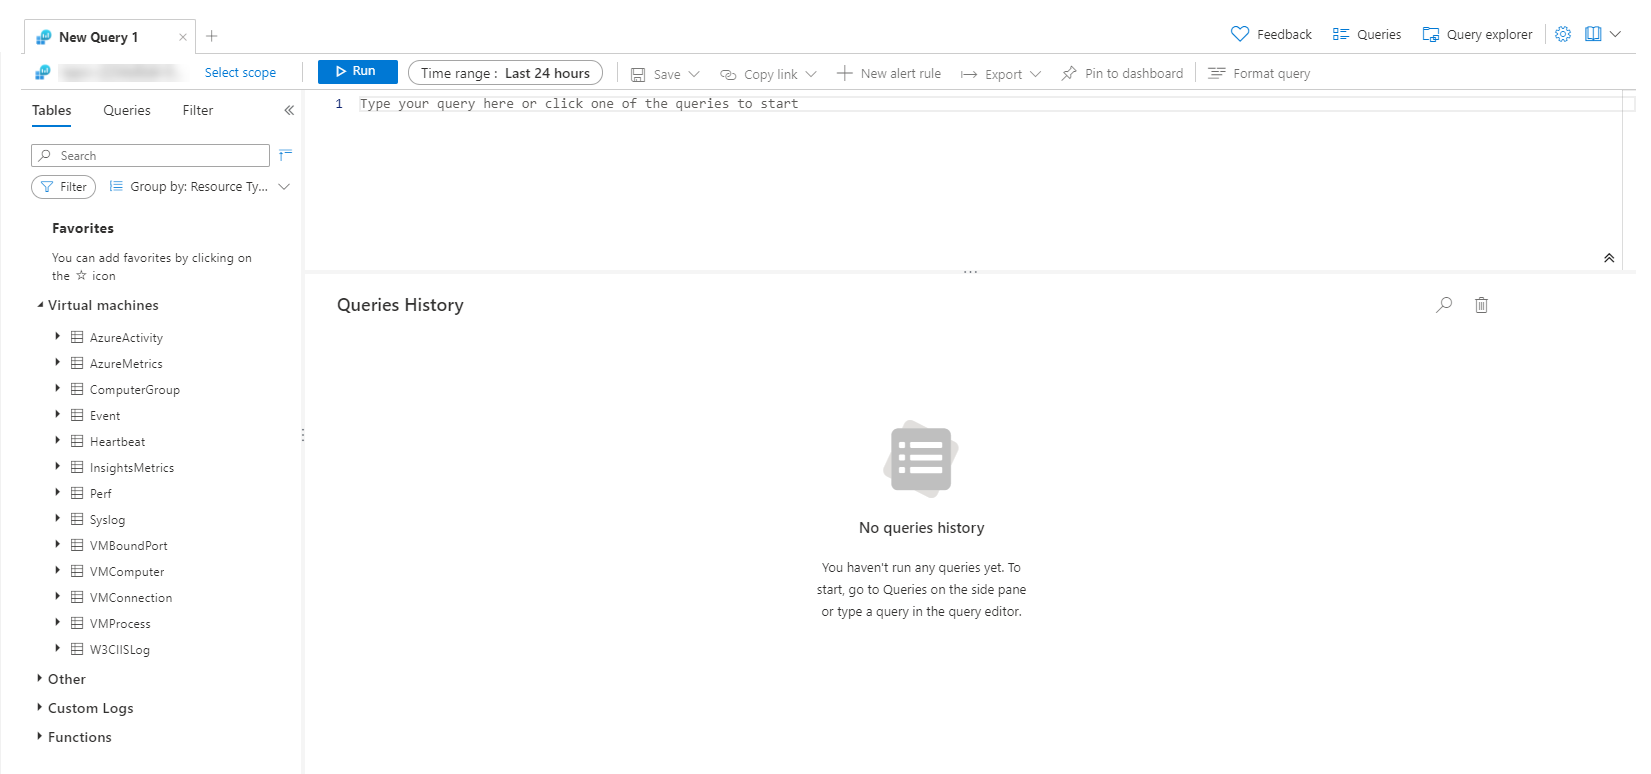 New Query 1
Feedback
Queries
Query explorer
Select scope
Run
Time range : Last 24 hours
Save
Copy link
New alert rule
Export
Pin to dashboard
Format query
Tables
Queries
Filter
1
Type your query here or click one of the queries to start
Search
Filter
Group by: Resource Ty...
Favorites
You can add favorites by clicking on
the ☆ icon
Virtual machines
AzureActivity
AzureMetrics
ComputerGroup
Event
Heartbeat
InsightsMetrics
Perf
Syslog
VMBoundPort
VMComputer
VMConnection
VMProcess
W3CIISLog
Other
Custom Logs
Functions
Queries History
No queries history
You haven't run any queries yet. To
start, go to Queries on the side pane
or type a query in the query editor.